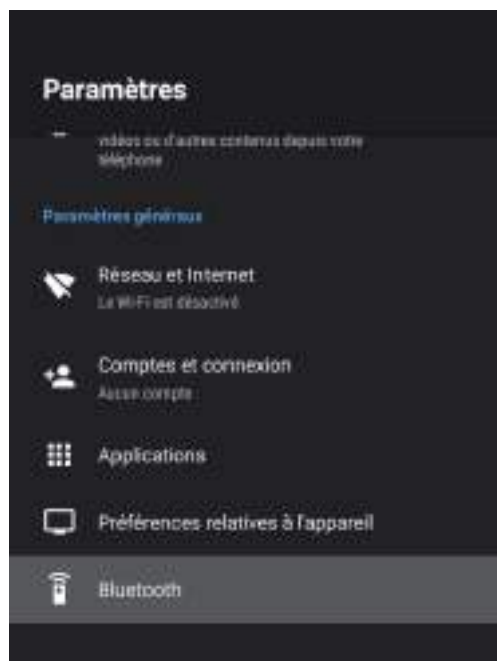 Paramètres
vidéos ou d'autres contenus depuis votre
téléphone
Paramètres généraux
Réseau et Internet
Le Wi-Fi est désactivé
Comptes et connexion
Aucun compte
Applications
Préférences relatives à l'appareil
Bluetooth